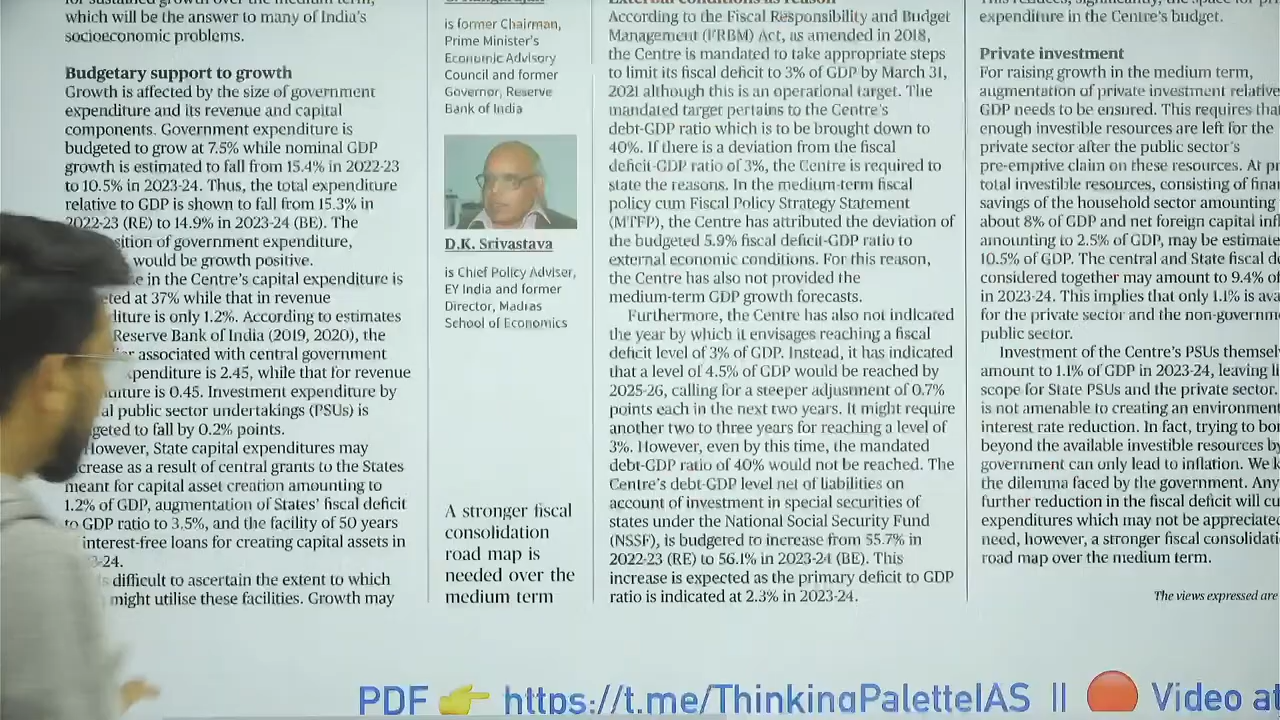 which will be the answer to many of India's
socioeconomic problems.
Budgetary support to growth
Growth is affected by the size of government
expenditure and its revenue and capital
components. Government expenditure is
budgeted to grow at 7.5% while nominal GDP
growth is estimated to fall from 15.4% in 2022-23
to 10.5% in 2023-24. Thus, the total expenditure
relative to GDP is shown to fall from 15.3% in
2022-23 (RE) to 14.9% in 2023-24 (BE). The
of government expenditure,
would be growth positive.
in the Centre's capital expenditure is
at 37% while that in revenue
is only 1.2%. According to estimates
Reserve Bank of India (2019, 2020), the
associated with central government
is 2.45, while that for revenue
is 0.45. Investment expenditure by
public sector undertakings (PSUs) is
to fall by 0.2% points.
However, State capital expenditures may
as a result of central grants to the States
meant for capital asset creation amounting to
1.2% of GDP, augmentation of States' fiscal deficit
to GDP ratio to 3.5%, and the facility of 50 years
interest-free loans for creating capital assets in
difficult to ascertain the extent to which
might utilise these facilities. Growth may
is former Chairman,
Prime Minister's
Economic Advisory
Council and former
Governor, Reserve
Bank of India
D.K. Srivastava
is Chief Policy Adviser,
EY India and former
Director, Madras
School of Economics
A stronger fiscal
consolidation
road map is
needed over the
medium term
According to the Fiscal Responsibility and Budget
Management (FRBM) Act, as amended in 2018,
the Centre is mandated to take appropriate steps
to limit its fiscal deficit to 3% of GDP by March 31,
2021 although this is an operational target. The
mandated target pertains to the Centre's
debt-GDP ratio which is to be brought down to
40%. If there is a deviation from the fiscal
deficit-GDP ratio of 3%, the Centre is required to
state the reasons. In the medium-term fiscal
policy cum Fiscal Policy Strategy Statement
(MTFP), the Centre has attributed the deviation of
the budgeted 5.9% fiscal deficit-GDP ratio to
external economic conditions. For this reason,
the Centre has also not provided the
medium-term GDP growth forecasts.
Furthermore, the Centre has also not indicated
the year by which it envisages reaching a fiscal
deficit level of 3% of GDP. Instead, it has indicated
that a level of 4.5% of GDP would be reached by
2025-26, calling for a steeper adjusment of 0.7%
points each in the next two years. It might require
another two to three years for reaching a level of
3%. However, even by this time, the mandated
debt-GDP ratio of 40% would not be reached. The
Centre's debt-GDP level net of liabilities on
account of investment in special securities of
states under the National Social Security Fund
(NSSF), is budgeted to increase from 55.7% in
2022-23 (RE) to 56.1% in 2023-24 (BE). This
increase is expected as the primary deficit to GDP
ratio is indicated at 2.3% in 2023-24.
expenditure in the Centre's budget.
Private investment
For raising growth in the medium term,
augmentation of private investment relative
GDP needs to be ensured. This requires that
enough investible resources are left for the
private sector after the public sector's
pre-emptive claim on these resources. At
total investible resources, consisting of
savings of the household sector amounting
about 8% of GDP and net foreign capital
amounting to 2.5% of GDP, may be
10.5% of GDP. The central and State fiscal
considered together may amount to 9.4% of
in 2023-24. This implies that only 1.1% is
for the private sector and the
public sector.
Investment of the Centre's PSUs
amount to 1.1% of GDP in 2023-24, leaving
scope for State PSUs and the private sector.
is not amenable to creating an environment
interest rate reduction. In fact, trying to
beyond the available investible resources by
government can only lead to inflation. We
the dilemma faced by the government. Any
further reduction in the fiscal deficit will
expenditures which may not be
need, however, a stronger fiscal
road map over the medium term.
The views expressed are
PDF 👉 https://t.me/ThinkingPaletteIAS || 🔴 Video